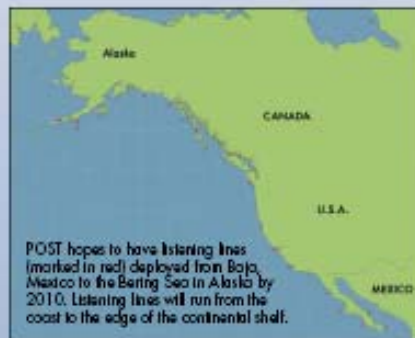 Alaska
CANADA
U.S.A.
MEXICO
POST hopes to have listening lines
(marked in red) deployed from Baja,
Mexico to the Bering Sea in Alaska by
2010. Listening lines will run from the
coast to the edge of the continental shelf.